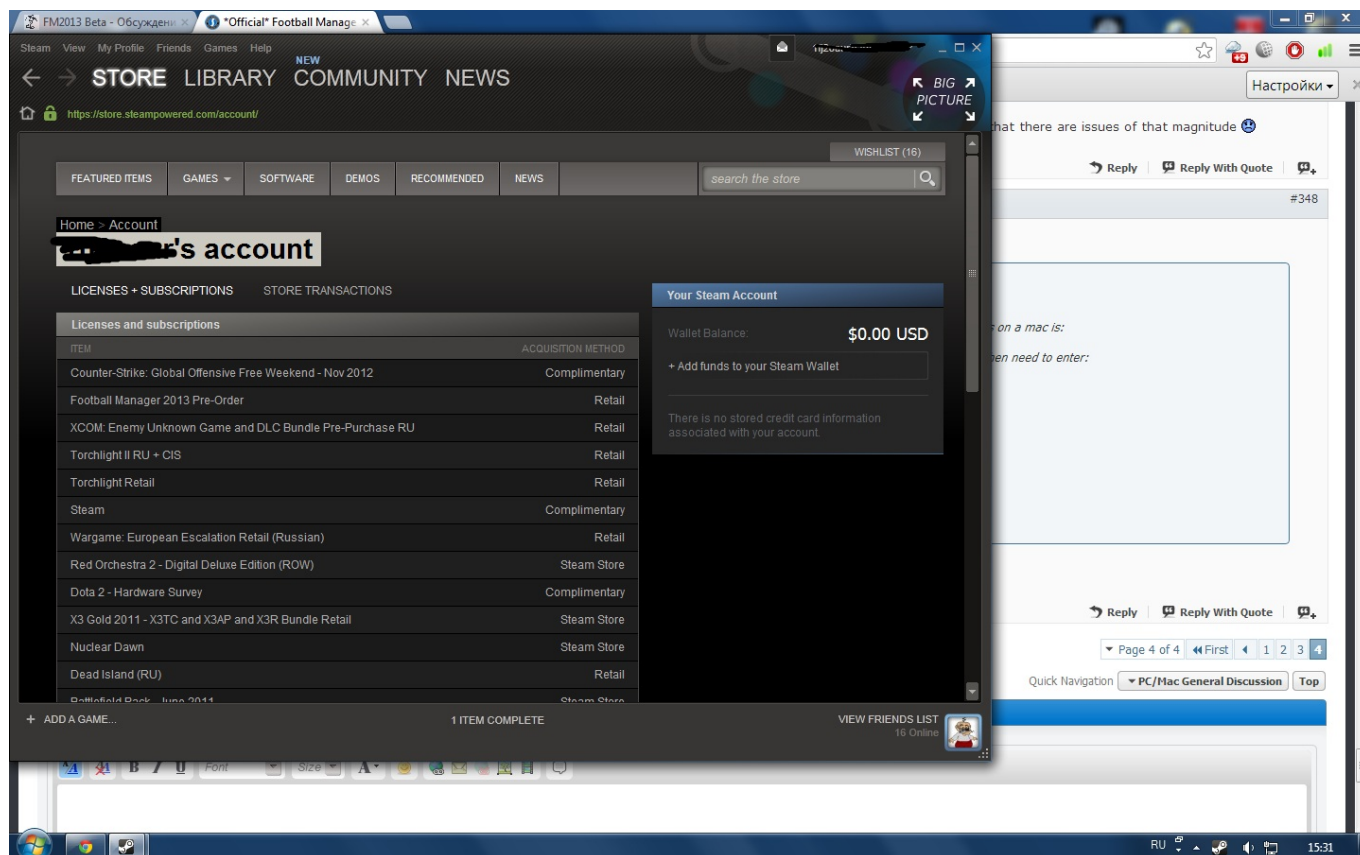 FM2013 Beta - Обсуждени
*Official* Football Manage
Steam View My Profile Friends Games Help
NEW
STORE LIBRARY COMMUNITY NEWS
BIG
PICTURE
https://store.steampowered.com/account/
Настройки
WISHLIST (16)
FEATURED ITEMS GAMES SOFTWARE DEMOS RECOMMENDED NEWS search the store
Home > Account
's account
LICENSES + SUBSCRIPTIONS STORE TRANSACTIONS
Licenses and subscriptions
ITEM ACQUISITION METHOD
Counter-Strike: Global Offensive Free Weekend - Nov 2012 Complimentary
Football Manager 2013 Pre-Order Retail
XCOM: Enemy Unknown Game and DLC Bundle Pre-Purchase RU Retail
Torchlight II RU + CIS Retail
Torchlight Retail Retail
Steam Complimentary
Wargame: European Escalation Retail (Russian) Retail
Red Orchestra 2 - Digital Deluxe Edition (ROW) Steam Store
Dota 2 - Hardware Survey Complimentary
X3 Gold 2011 - X3TC and X3AP and X3R Bundle Retail Steam Store
Nuclear Dawn Steam Store
Dead Island (RU) Retail
Battlefield Pack - June 2011 Steam Store
Your Steam Account
Wallet Balance: $0.00 USD
+ Add funds to your Steam Wallet
There is no stored credit card information
associated with your account.
+ ADD A GAME...
1 ITEM COMPLETE
VIEW FRIENDS LIST
16 Online
that there are issues of that magnitude
Reply Reply With Quote
#348
on a mac is:
en need to enter:
Reply Reply With Quote
Page 4 of 4 First 1 2 3 4
Quick Navigation PC/Mac General Discussion Top
B I U Font Size A
RU 15:31